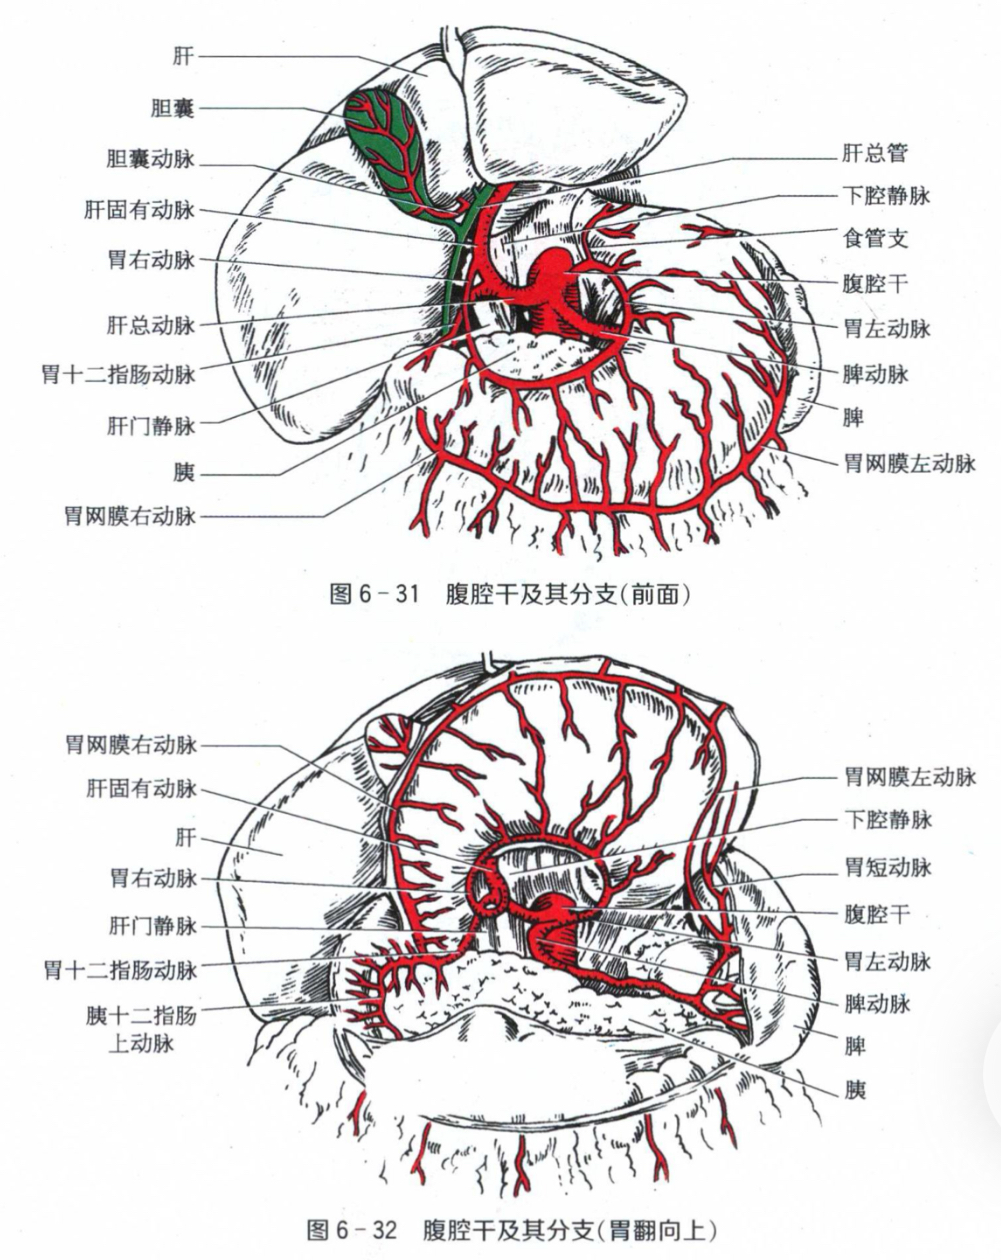 肝
胆囊
胆囊动脉
肝固有动脉
胃右动脉
肝总动脉
胃十二指肠动脉
肝门静脉
胰
胃网膜右动脉
肝总管
下腔静脉
食管支
腹腔干
胃左动脉
脾动脉
脾
胃网膜左动脉
图6-31 腹腔干及其分支(前面)
胃网膜右动脉
肝固有动脉
肝
胃右动脉
肝门静脉
胃十二指肠动脉
胰十二指肠
上动脉
胃网膜左动脉
下腔静脉
胃短动脉
腹腔干
胃左动脉
脾动脉
脾
胰
图6-32 腹腔干及其分支(胃翻向上)